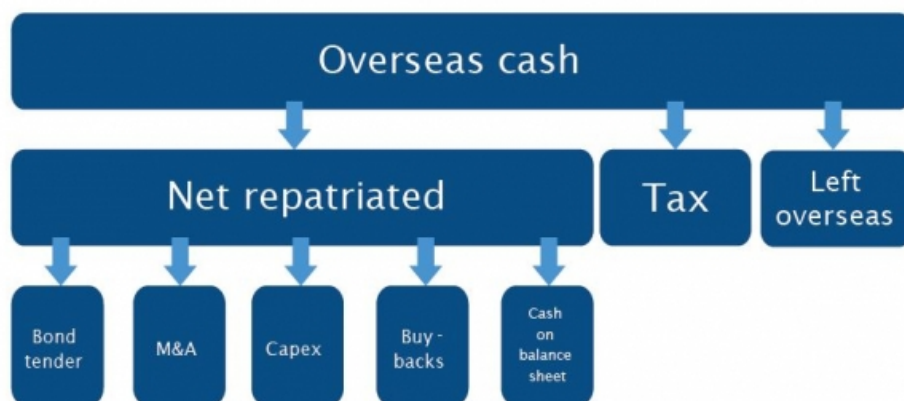 Overseas cash
Net repatriated
Tax
Left
overseas
Bond
tender
M&A
Capex
Buy-
backs
Cash
on
balance
sheet